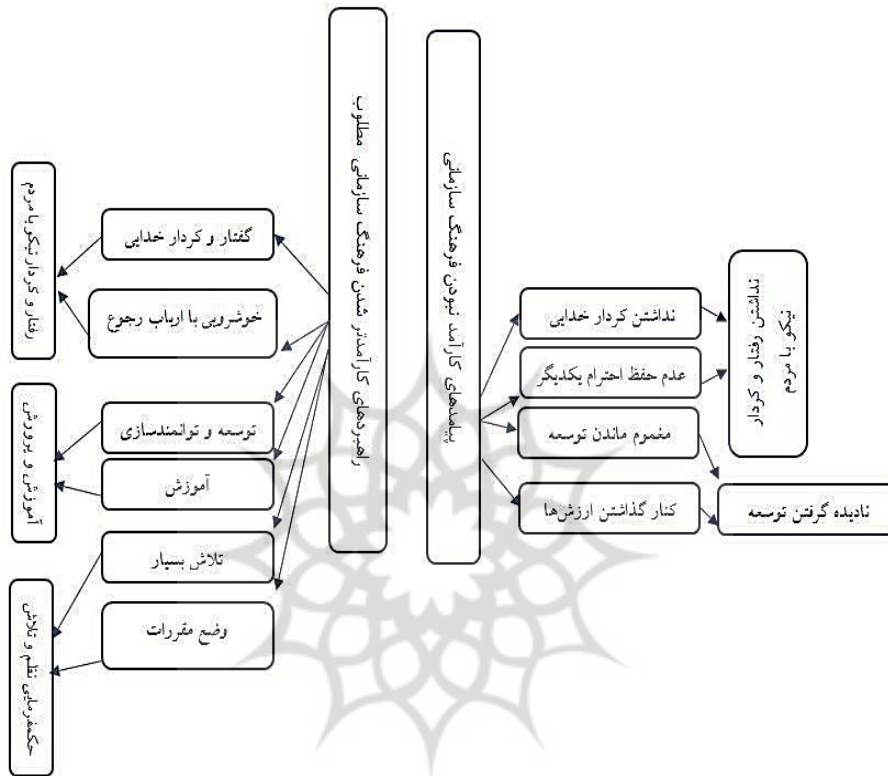 نداشتن رفتار و کردار
نیکو با مردم
نادیده گرفتن توسعه
نداشتن کردار خدایی
عدم حفظ احترام یکدیگر
مغموم ماندن توسعه
کنار گذاشتن ارزش‌ها
پیامدهای کارآمد نبودن فرهنگ سازمانی
راهبردهای کارآمدتر شدن فرهنگ سازمانی مطلوب
گفتار و کردار خدایی
خوشرویی با ارباب رجوع
توسعه و توانمندسازی
آموزش
تلاش بسیار
وضع مقررات
رفتار و کردار نیکو با مردم
آموزش و پرورش
حکمفرمایی نظم و تلاش